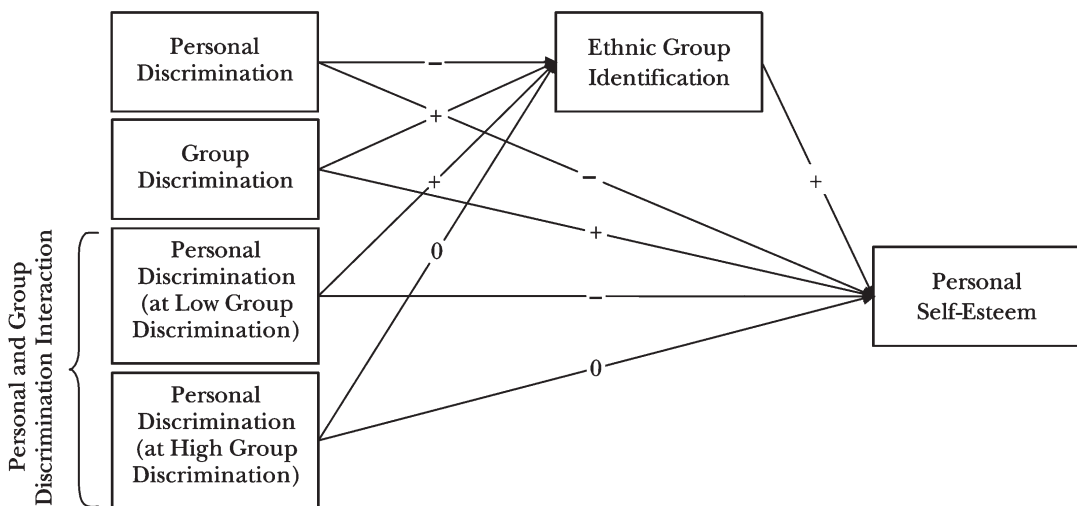 Personal
Discrimination
–
Ethnic Group
Identification
+
Group
Discrimination
+
–
+
+
0
Personal and Group
Discrimination Interaction
Personal
Discrimination
(at Low Group
Discrimination)
–
Personal
Self-Esteem
0
Personal
Discrimination
(at High Group
Discrimination)